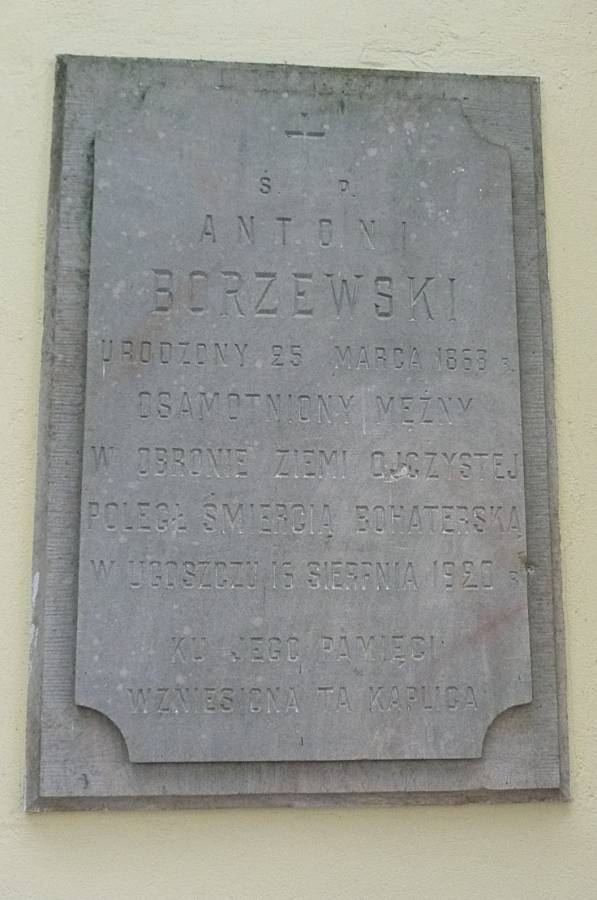 Ś. P.
ANTONI
BORZEWSKI
URODZONY 25 MARCA 1863 R.
OSAMOTNIONY MĘŻNY
W OBRONIE ZIEMI OJCZYSTEJ
POLEGŁ ŚMIERCIĄ BOHATERSKĄ
W UGOSZCZU 16 SIERPNIA 1920 R.
KU JEGO PAMIĘCI
WZNIESIONA TA KAPLICA